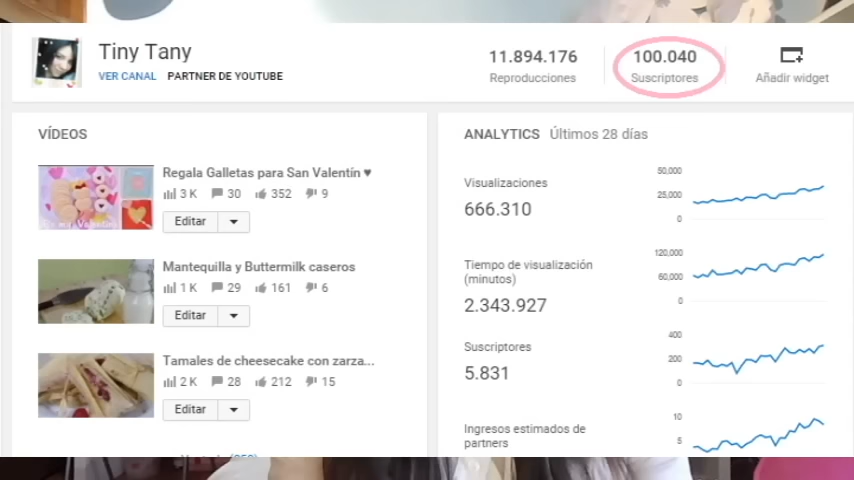 Tiny Tany
VER CANAL PARTNER DE YOUTUBE
11.894.176
Reproducciones
100.040
Suscriptores
Añadir widget
VÍDEOS
Regala Galletas para San Valentín ♥
3 K 30 352 9
Editar
Mantequilla y Buttermilk caseros
1 K 29 161 6
Editar
Tamales de cheesecake con zarza...
2 K 28 212 15
Editar
ANALYTICS Últimos 28 días
Visualizaciones
666.310
50,000
25,000
0
Tiempo de visualización
(minutos)
2.343.927
120,000
60,000
0
Suscriptores
5.831
400
200
0
Ingresos estimados de
partners
10
5